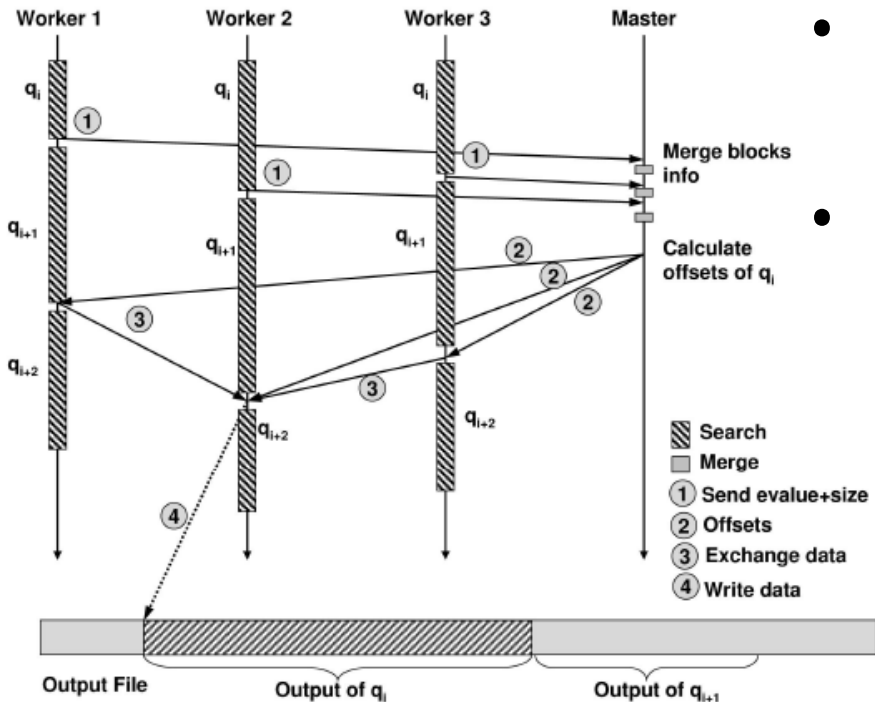 Worker 1 Worker 2 Worker 3 Master
qi qi qi
1
1
1
Merge blocks
info
qi+1 qi+1 qi+1
2
2
2
Calculate
offsets of qi
3
3
qi+2
qi+2
qi+2
Search
Merge
1 Send evalue+size
2 Offsets
3 Exchange data
4 Write data
4
Output File
Output of qi
Output of qi+1